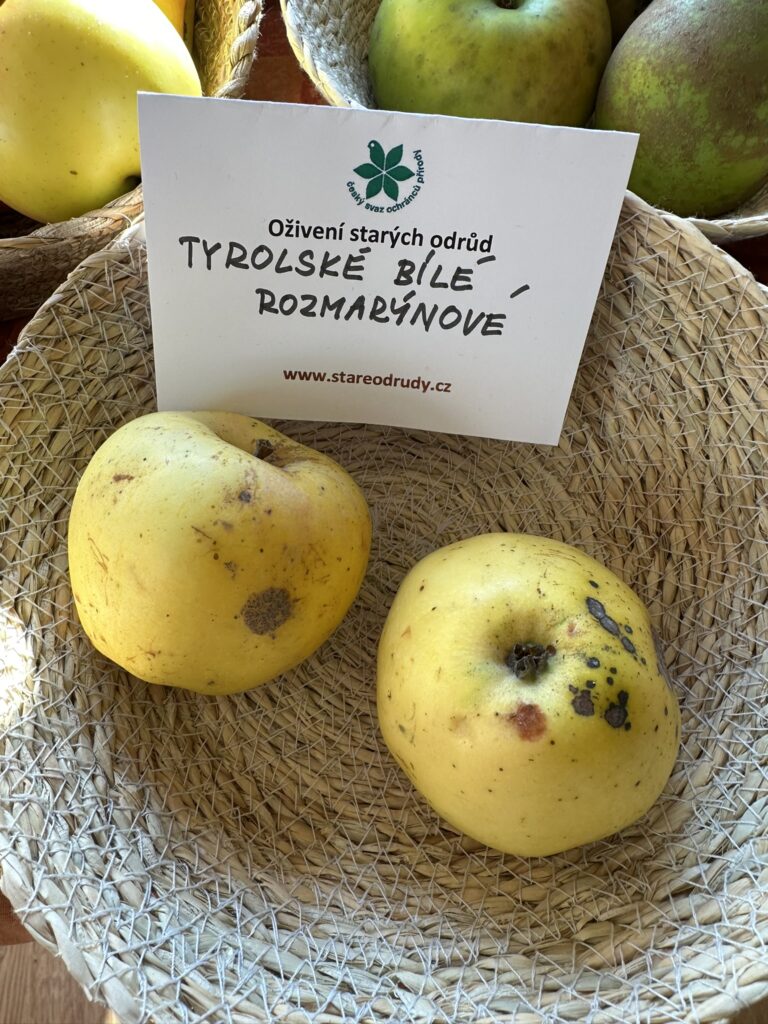 český svaz ochránců přírody
Oživení starých odrůd
TYROLSKÉ BÍLÉ
ROZMARÝNOVÉ
www.stareodrudy.cz